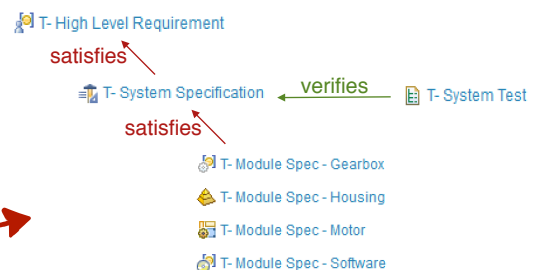 T- High Level Requirement
satisfies
T- System Specification
verifies
T- System Test
satisfies
T- Module Spec - Gearbox
T- Module Spec - Housing
T- Module Spec - Motor
T- Module Spec - Software